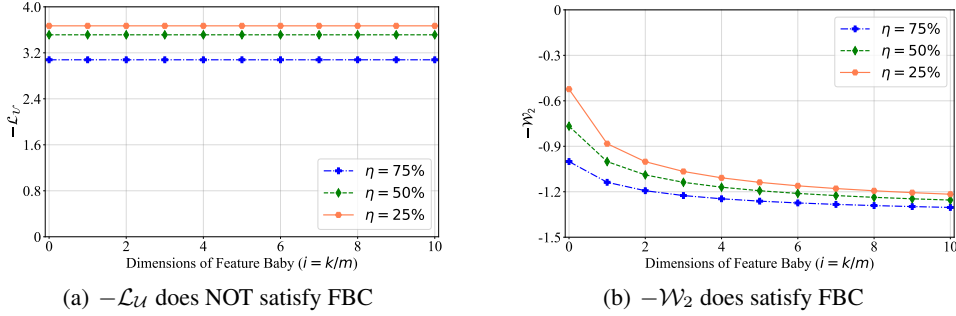 4.0
3.2
2.4
1.6
0.8
0
−ℒ𝒰
η = 75%
η = 50%
η = 25%
0 2 4 6 8 10
Dimensions of Feature Baby (i = k/m)
(a) −ℒ𝒰 does NOT satisfy FBC
−0
−0.3
−0.6
−0.9
−1.2
−1.5
−𝒲2
η = 75%
η = 50%
η = 25%
0 2 4 6 8 10
Dimensions of Feature Baby (i = k/m)
(b) −𝒲2 does satisfy FBC